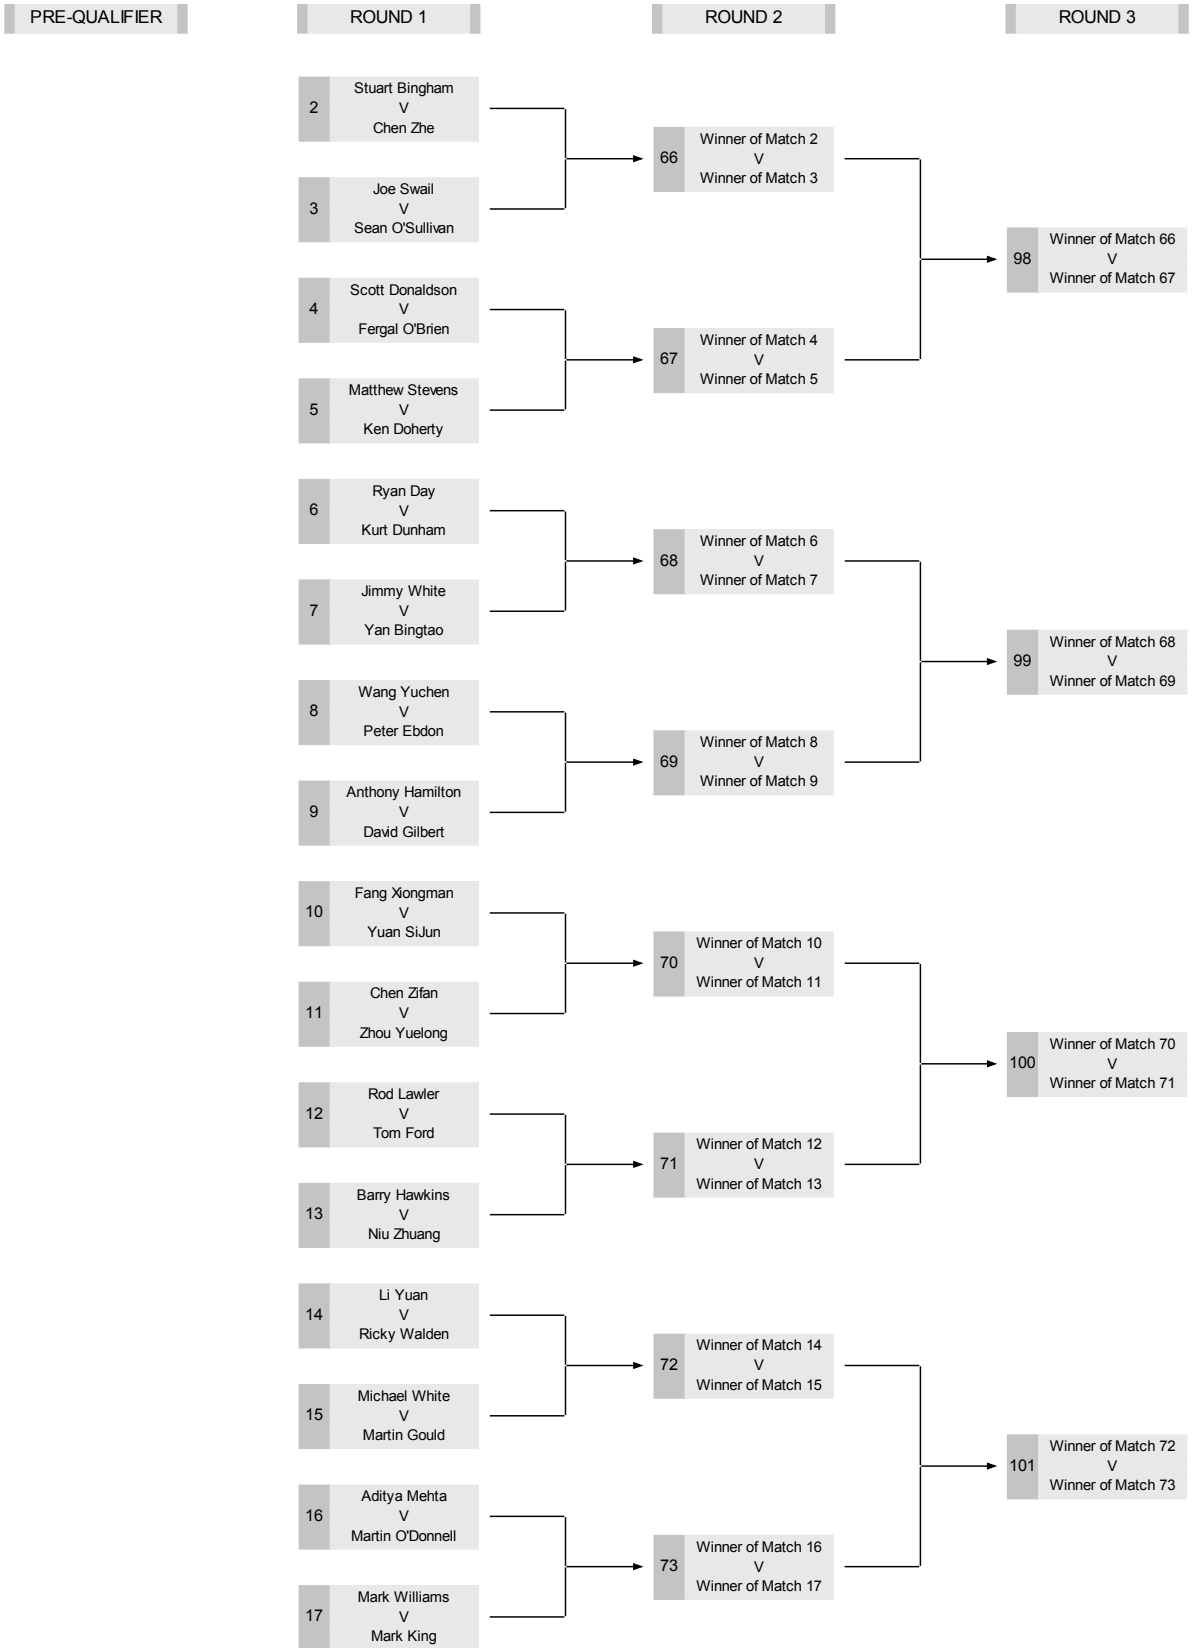 PRE-QUALIFIER
ROUND 1
ROUND 2
ROUND 3
2
Stuart Bingham
V
Chen Zhe
3
Joe Swail
V
Sean O'Sullivan
4
Scott Donaldson
V
Fergal O'Brien
5
Matthew Stevens
V
Ken Doherty
6
Ryan Day
V
Kurt Dunham
7
Jimmy White
V
Yan Bingtao
8
Wang Yuchen
V
Peter Ebdon
9
Anthony Hamilton
V
David Gilbert
10
Fang Xiongman
V
Yuan SiJun
11
Chen Zifan
V
Zhou Yuelong
12
Rod Lawler
V
Tom Ford
13
Barry Hawkins
V
Niu Zhuang
14
Li Yuan
V
Ricky Walden
15
Michael White
V
Martin Gould
16
Aditya Mehta
V
Martin O'Donnell
17
Mark Williams
V
Mark King
66
Winner of Match 2
V
Winner of Match 3
67
Winner of Match 4
V
Winner of Match 5
68
Winner of Match 6
V
Winner of Match 7
69
Winner of Match 8
V
Winner of Match 9
70
Winner of Match 10
V
Winner of Match 11
71
Winner of Match 12
V
Winner of Match 13
72
Winner of Match 14
V
Winner of Match 15
73
Winner of Match 16
V
Winner of Match 17
98
Winner of Match 66
V
Winner of Match 67
99
Winner of Match 68
V
Winner of Match 69
100
Winner of Match 70
V
Winner of Match 71
101
Winner of Match 72
V
Winner of Match 73